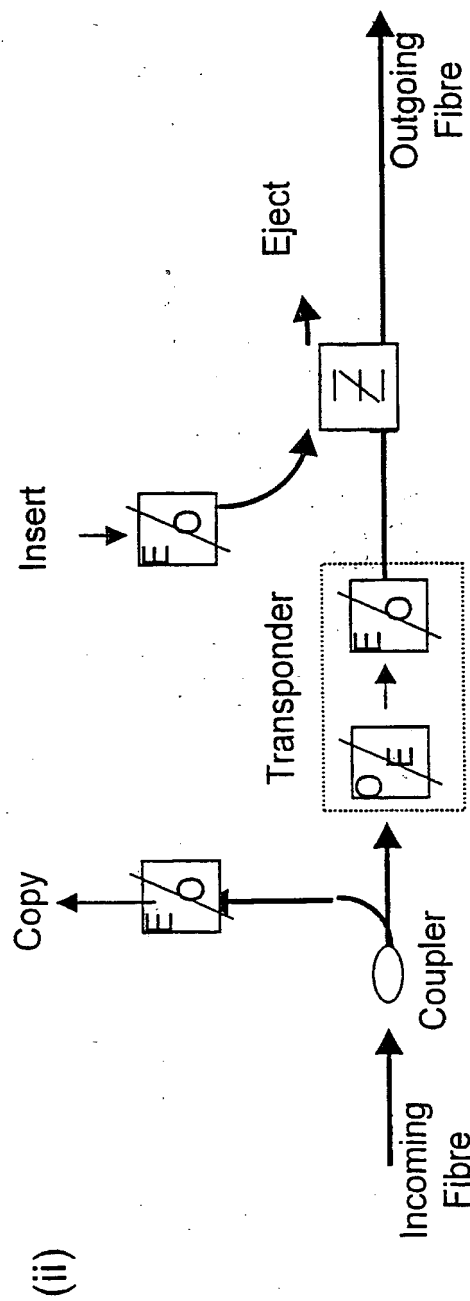 (ii)
Copy
E
O
Insert
E
O
Eject
Transponder
O
E
E
O
Incoming
Fibre
Coupler
Outgoing
Fibre